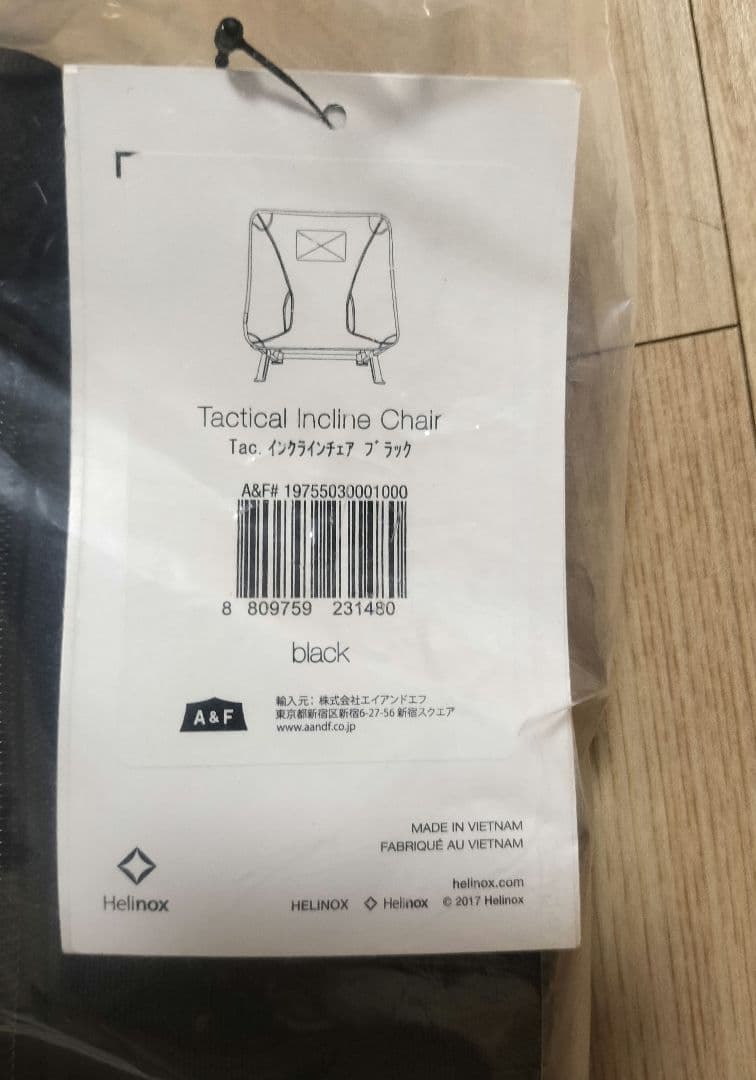 Tactical Incline Chair
Tac. インクラインチェア ブラック
A&F# 19755030001000
8 809759 231480
black
A & F
輸入元：株式会社エイアンドエフ
東京都新宿区新宿6-27-56 新宿スクエア
www.aandf.co.jp
MADE IN VIETNAM
FABRIQUÉ AU VIETNAM
helinox.com
Helinox
HELINOX Helinox © 2017 Helinox